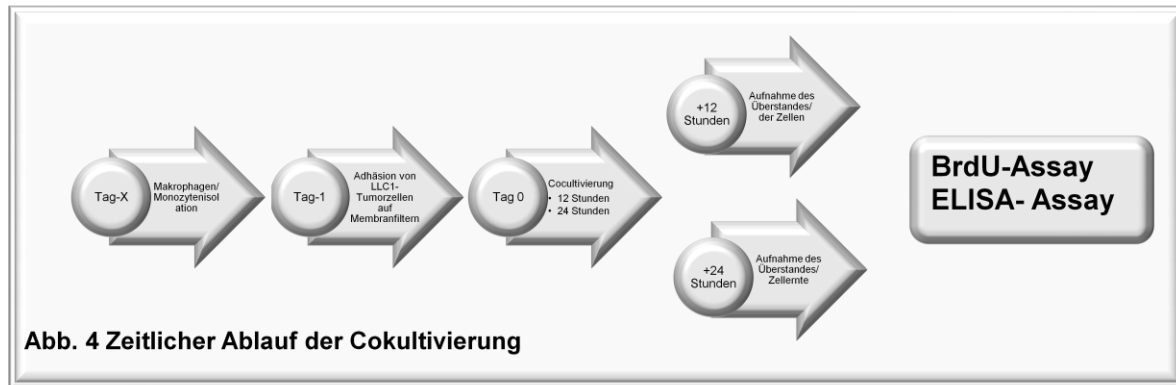 Tag-X
Makrophagen/
Monozytenisol
ation
Tag-1
Adhäsion von
LLC1-
Tumorzellen
auf
Membranfiltern
Tag 0
Cocultivierung
• 12 Stunden
• 24 Stunden
+12
Stunden
Aufnahme des
Überstandes/
der Zellen
+24
Stunden
Aufnahme des
Überstandes/
Zellernte
BrdU-Assay
ELISA- Assay
Abb. 4 Zeitlicher Ablauf der Cokultivierung